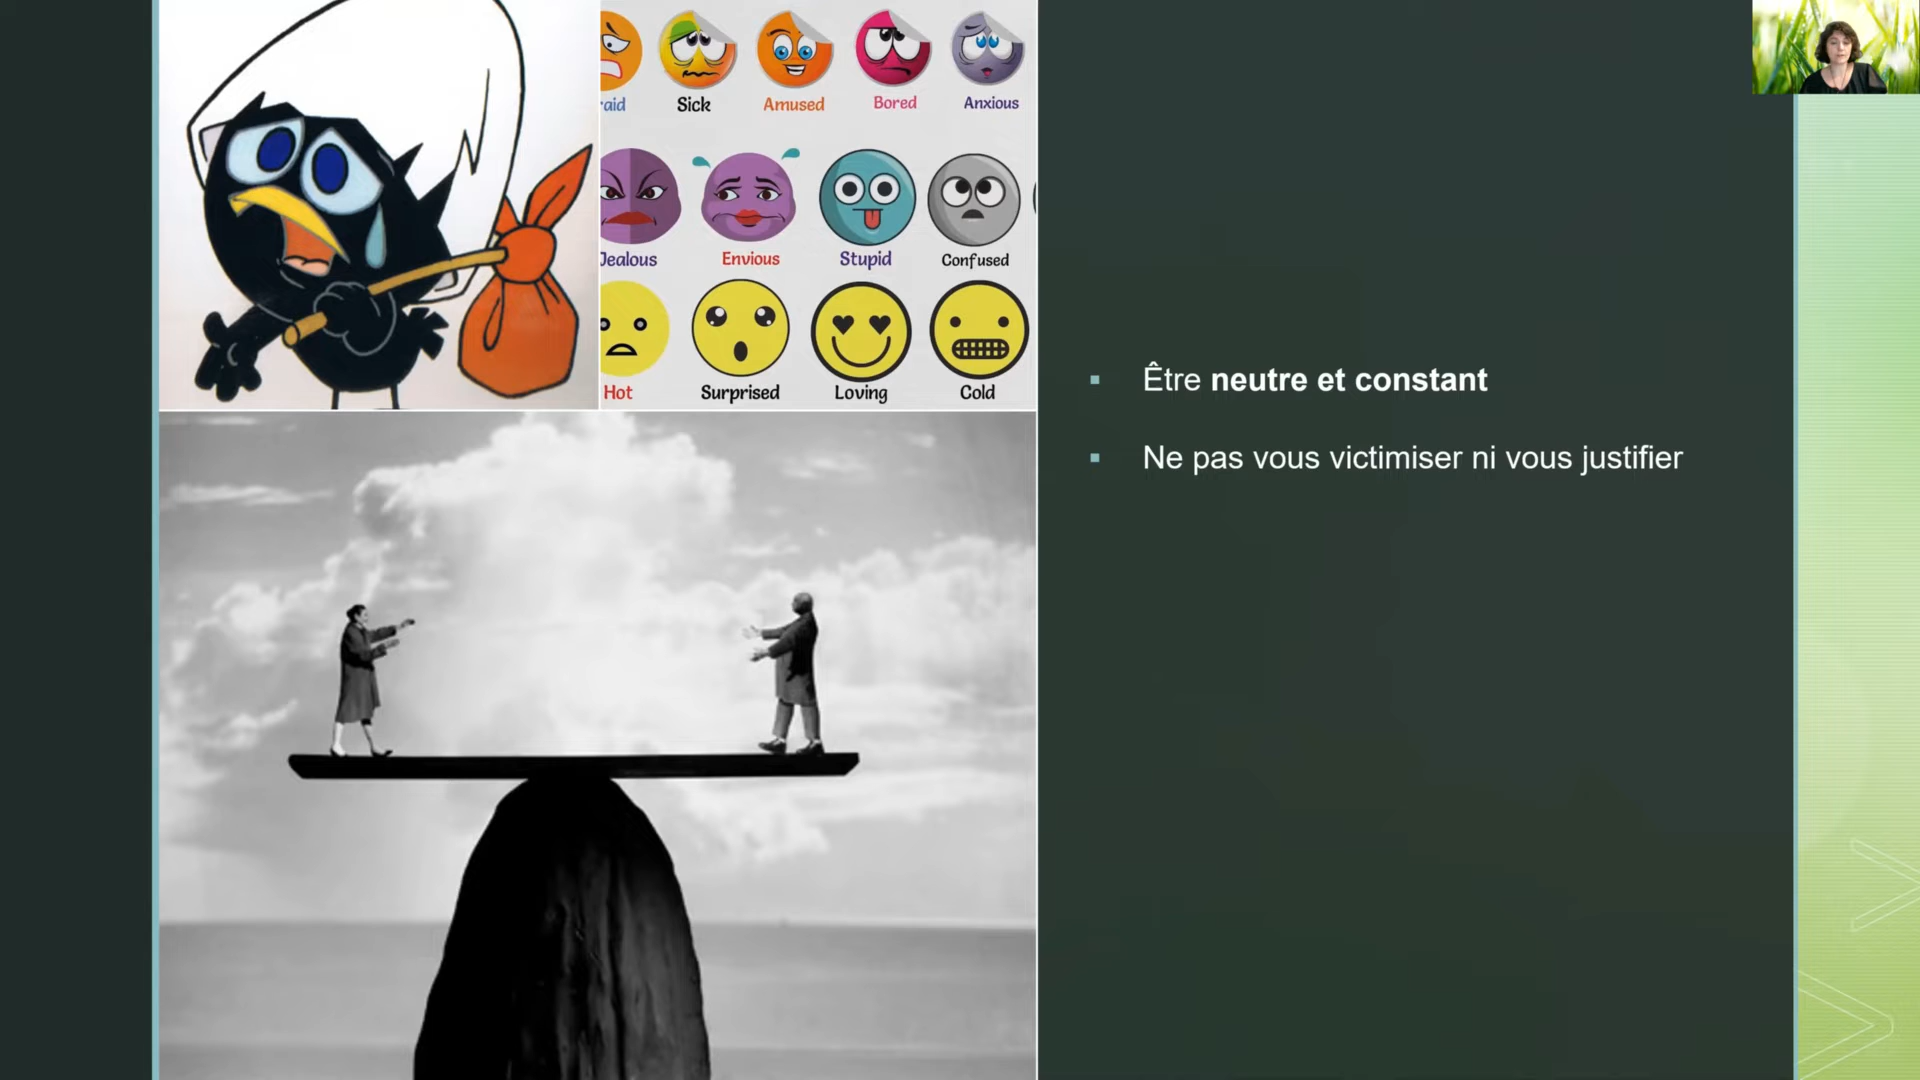 raid
Sick
Amused
Bored
Anxious
Jealous
Envious
Stupid
Confused
Hot
Surprised
Loving
Cold
Être neutre et constant
Ne pas vous victimiser ni vous justifier